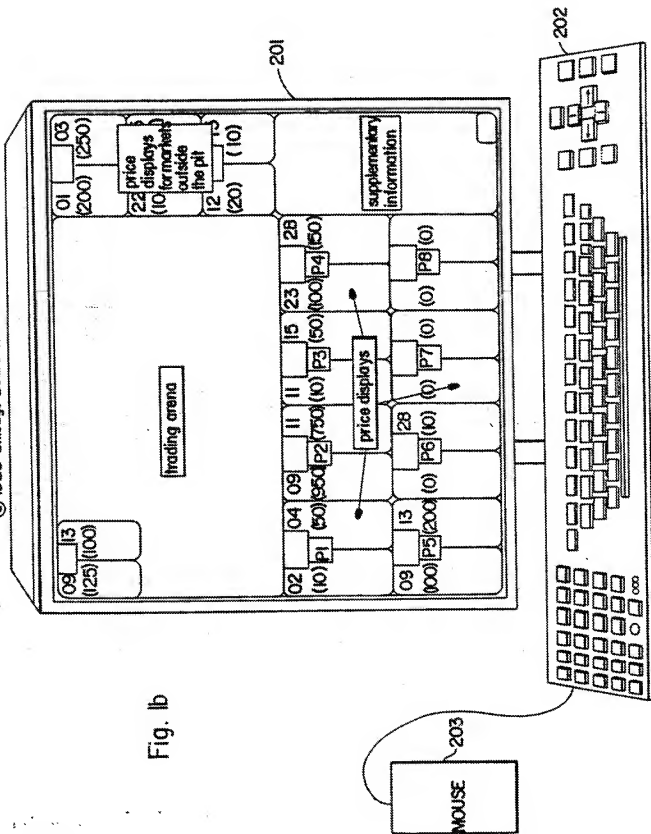 201
01 03
(200) (250)
price displays for markets outside the pit
22
(10
12
(20) (10)
09 13
(125) (100)
trading arena
supplementary information
02 04
(10) P1 (50)
09 11
(950) P2 (750)
11 15
(10) P3 (50)
23 28
(100) P4 (150)
price displays
09 13
(100) P5 (200)
28
(0) P6 (10)
(0) P7 (0)
(0) P8 (0)
Fig. 1b
202
203
MOUSE